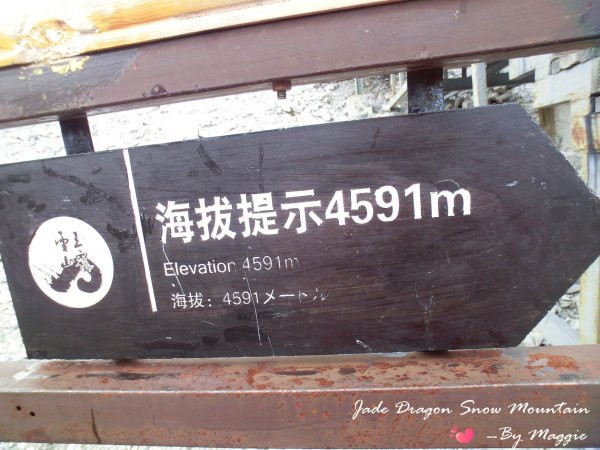 海拔提示4591m
Elevation 4591m
海拔：4591メートル
Jade Dragon Snow Mountain
—By Maggie